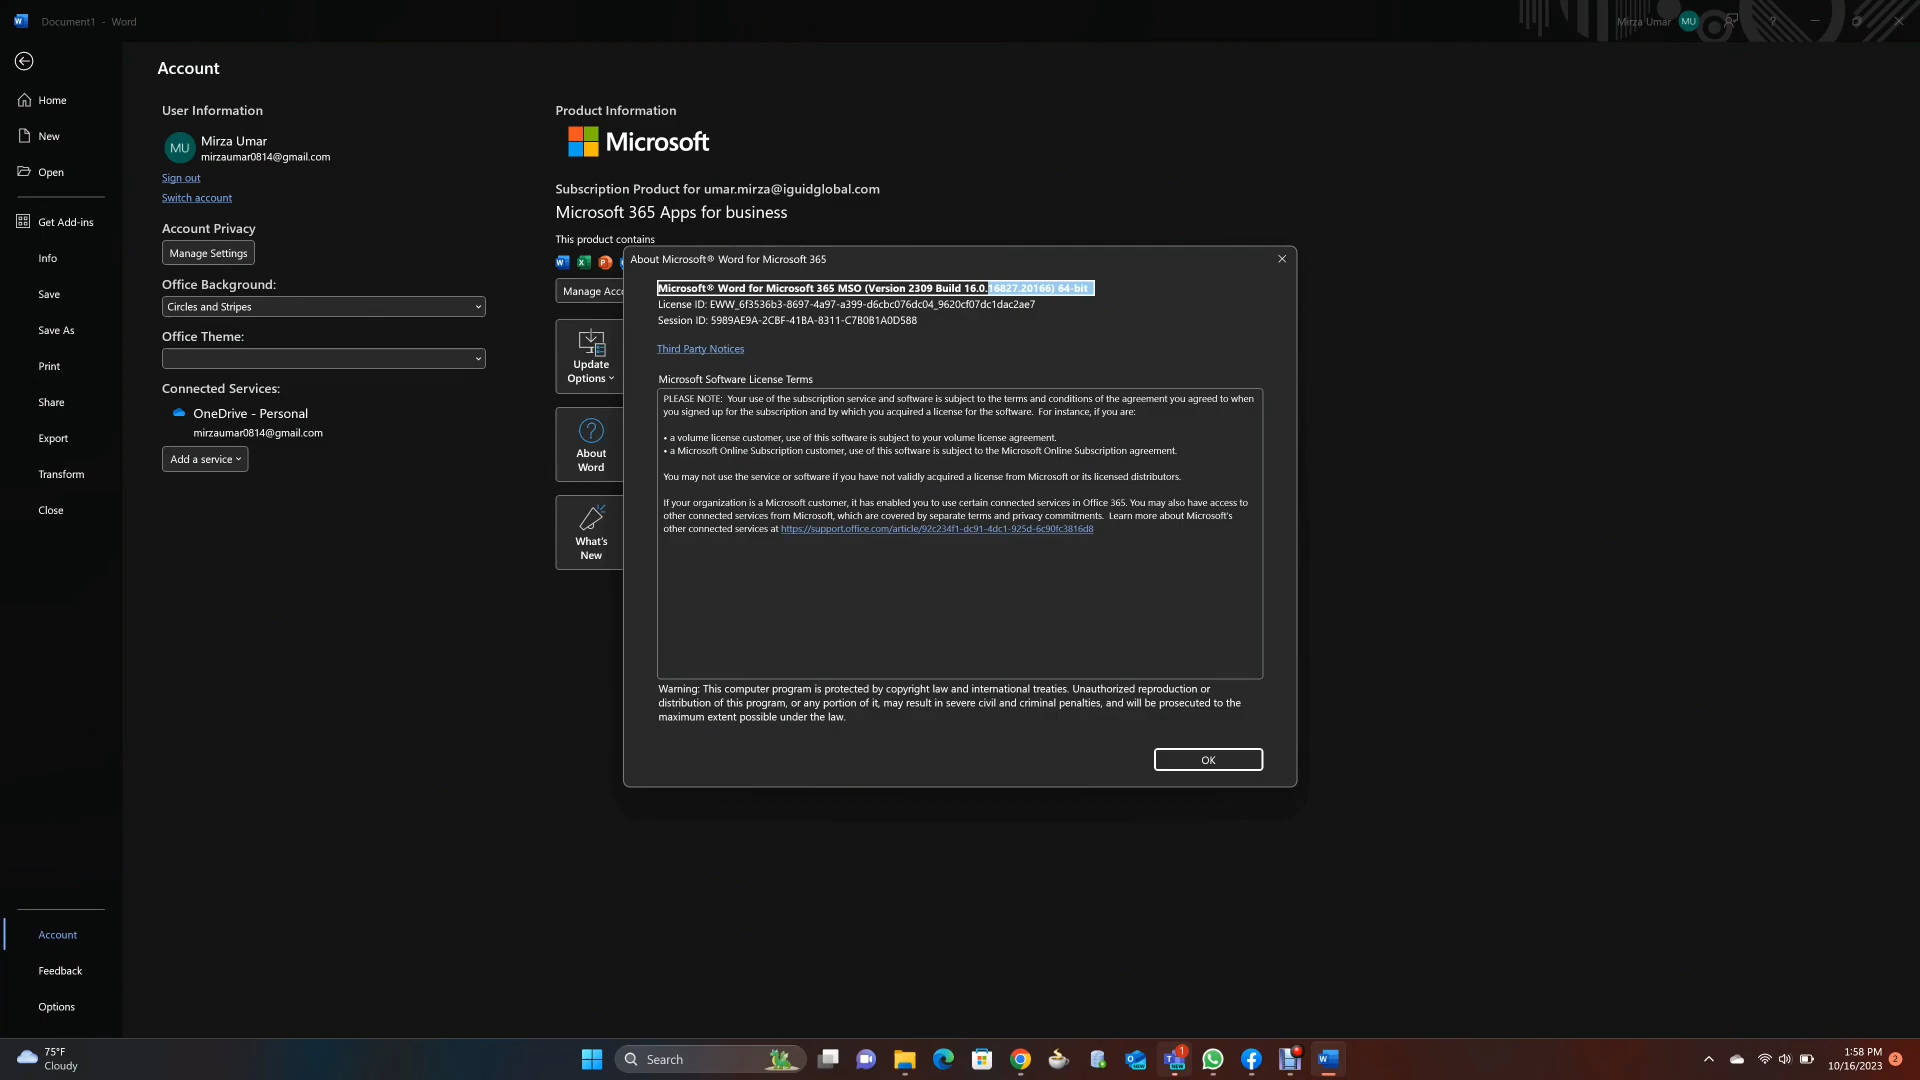 Document1 - Word
Mirza Umar MU
Account
Home
New
Open
Get Add-ins
Info
Save
Save As
Print
Share
Export
Transform
Close
Account
Feedback
Options
User Information
MU
Mirza Umar
mirzaumar0814@gmail.com
Sign out
Switch account
Account Privacy
Manage Settings
Office Background:
Circles and Stripes
Office Theme:
Connected Services:
OneDrive - Personal
mirzaumar0814@gmail.com
Add a service
Product Information
Microsoft
Subscription Product for umar.mirza@iguidglobal.com
Microsoft 365 Apps for business
This product contains
Manage Acco
Update
Options
About
Word
What's
New
About Microsoft® Word for Microsoft 365
Microsoft® Word for Microsoft 365 MSO (Version 2309 Build 16.0.16827.20166) 64-bit
License ID: EWW_6f3536b3-8697-4a97-a399-d6cbc076dc04_9620cf07dc1dac2ae7
Session ID: 5989AE9A-2CBF-41BA-8311-C7B0B1A0D588
Third Party Notices
Microsoft Software License Terms
PLEASE NOTE:  Your use of the subscription service and software is subject to the terms and conditions of the agreement you agreed to when
you signed up for the subscription and by which you acquired a license for the software.  For instance, if you are:
• a volume license customer, use of this software is subject to your volume license agreement.
• a Microsoft Online Subscription customer, use of this software is subject to the Microsoft Online Subscription agreement.
You may not use the service or software if you have not validly acquired a license from Microsoft or its licensed distributors.
If your organization is a Microsoft customer, it has enabled you to use certain connected services in Office 365. You may also have access to
other connected services from Microsoft, which are covered by separate terms and privacy commitments.  Learn more about Microsoft's
other connected services at https://support.office.com/article/92c234f1-dc91-4dc1-925d-6c90fc3816d8
Warning: This computer program is protected by copyright law and international treaties. Unauthorized reproduction or
distribution of this program, or any portion of it, may result in severe civil and criminal penalties, and will be prosecuted to the
maximum extent possible under the law.
OK
75°F
Cloudy
Search
1:58 PM
10/16/2023
2